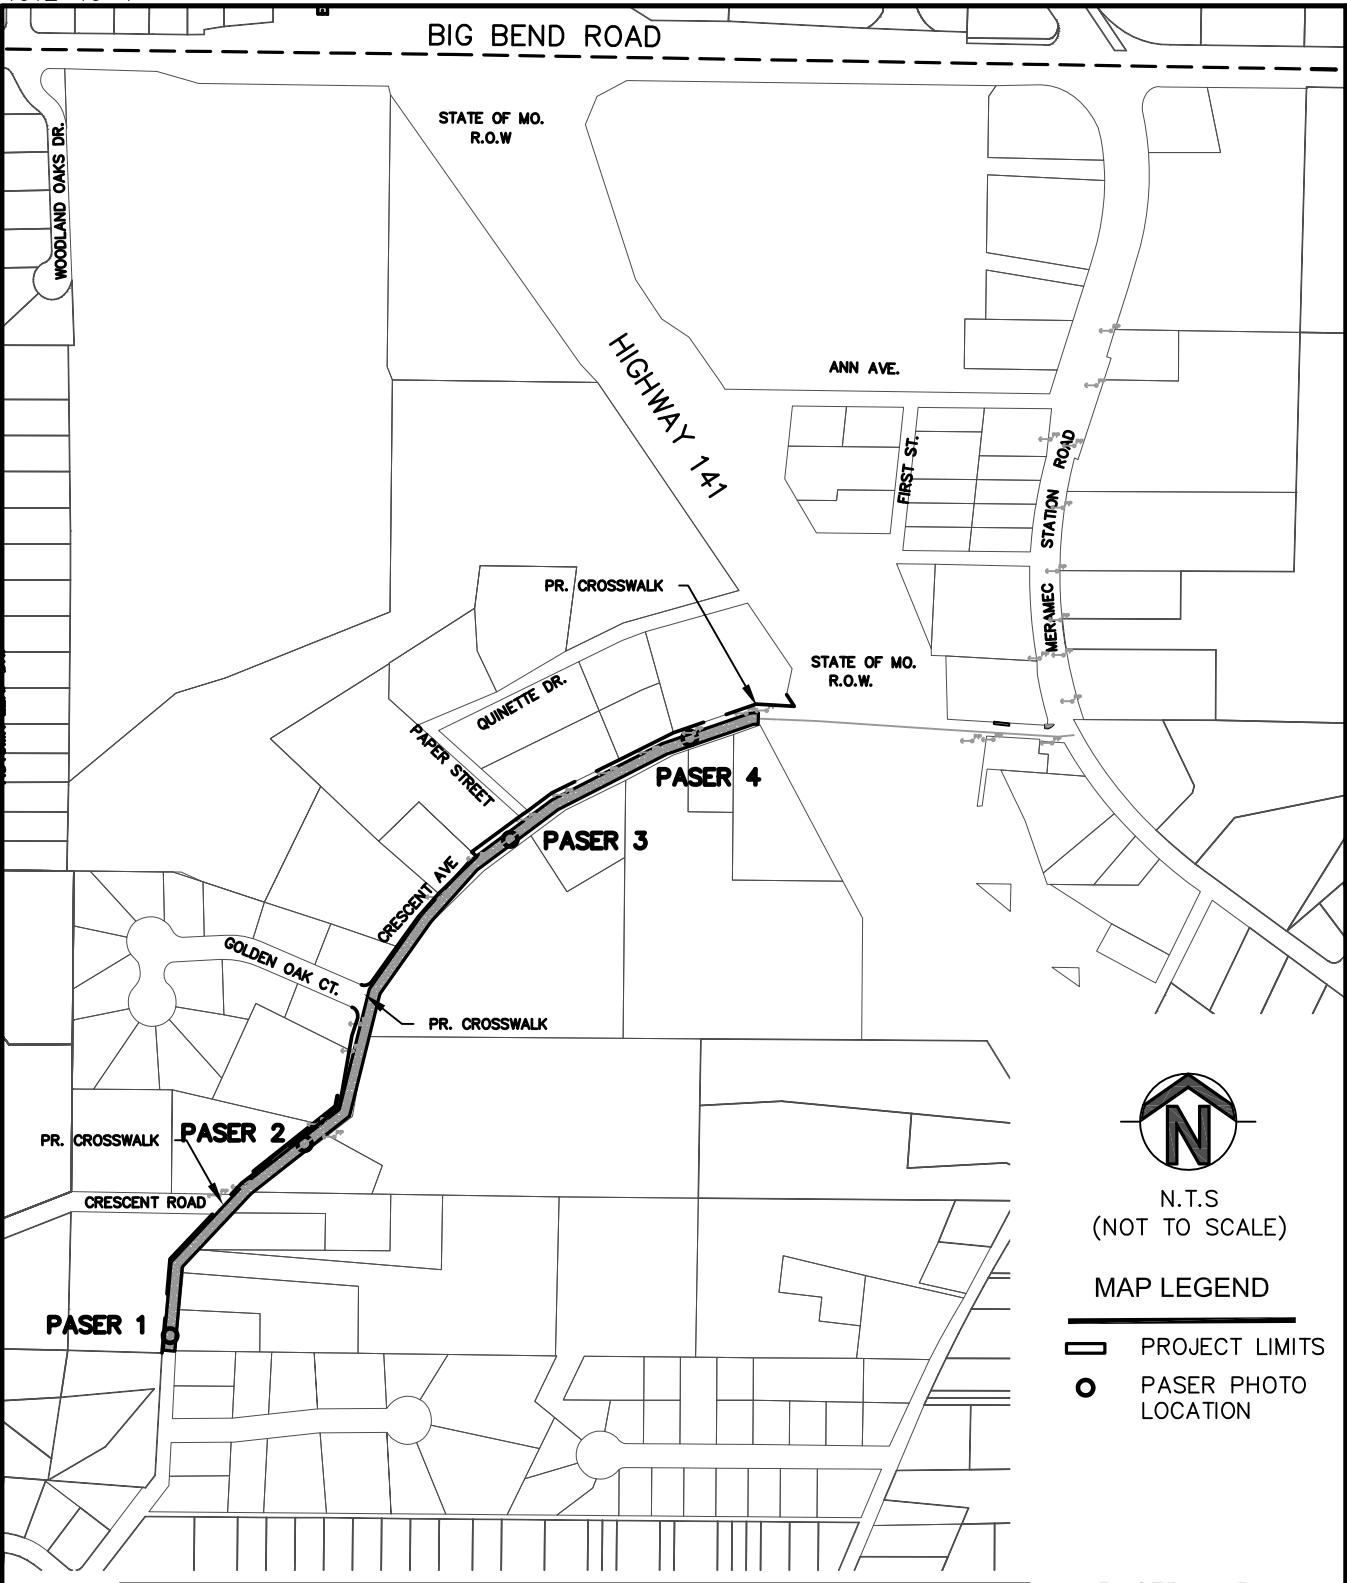 BIG BEND ROAD
STATE OF MO.
R.O.W
WOODLAND OAKS DR.
HIGHWAY 141
ANN AVE.
FIRST ST.
MERAMEC STATION ROAD
PR. CROSSWALK
STATE OF MO.
R.O.W.
QUINETTE DR.
PAPER STREET
PASER 4
PASER 3
CRESCENT AVE
GOLDEN OAK CT.
PR. CROSSWALK
PASER 2
PR. CROSSWALK
CRESCENT ROAD
PASER 1
N
N.T.S
(NOT TO SCALE)
MAP LEGEND
PROJECT LIMITS
PASER PHOTO
LOCATION